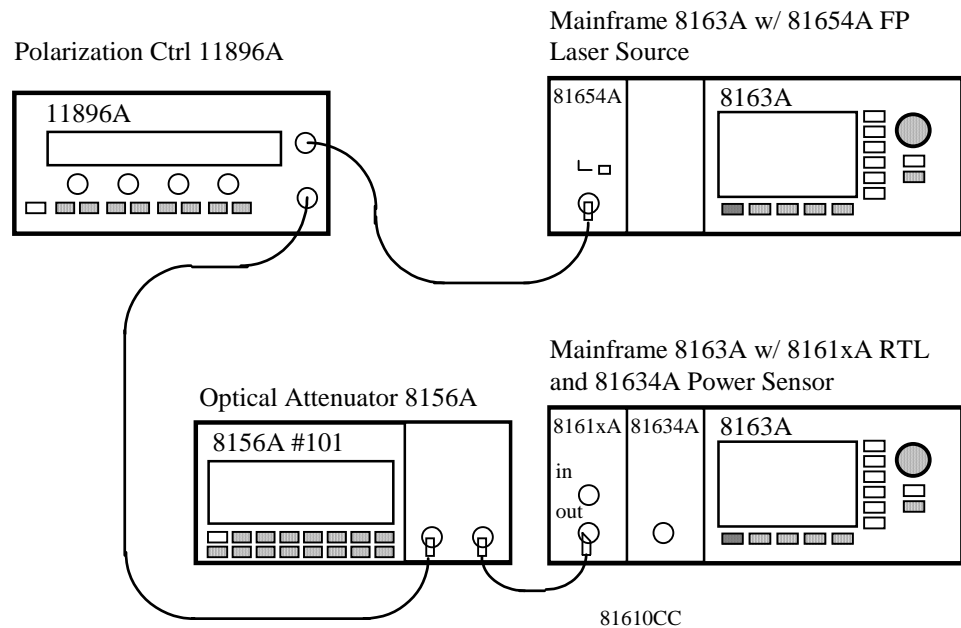 Mainframe 8163A w/ 81654A FP
Laser Source
Polarization Ctrl 11896A
11896A
81654A
8163A
Mainframe 8163A w/ 8161xA RTL
and 81634A Power Sensor
Optical Attenuator 8156A
8156A #101
8161xA
81634A
8163A
in
out
81610CC